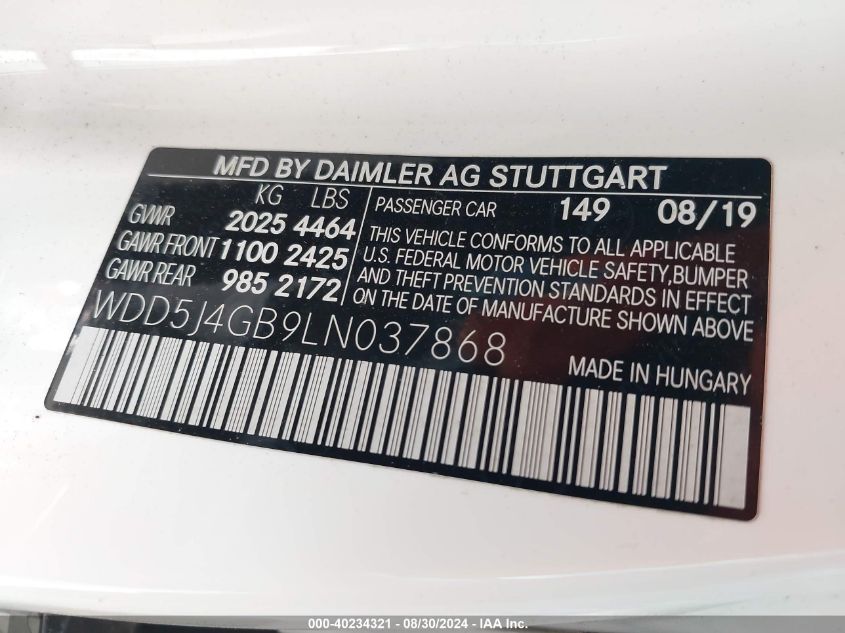 MFD BY DAIMLER AG STUTTGART
KG LBS
GVWR 2025 4464
GAWR FRONT 1100 2425
GAWR REAR 985 2172
PASSENGER CAR 149 08/19
THIS VEHICLE CONFORMS TO ALL APPLICABLE
U.S. FEDERAL MOTOR VEHICLE SAFETY,BUMPER
AND THEFT PREVENTION STANDARDS IN EFFECT
ON THE DATE OF MANUFACTURE SHOWN ABOVE
WDD5J4GB9LN037868
MADE IN HUNGARY
000-40234321 - 08/30/2024 - IAA Inc.